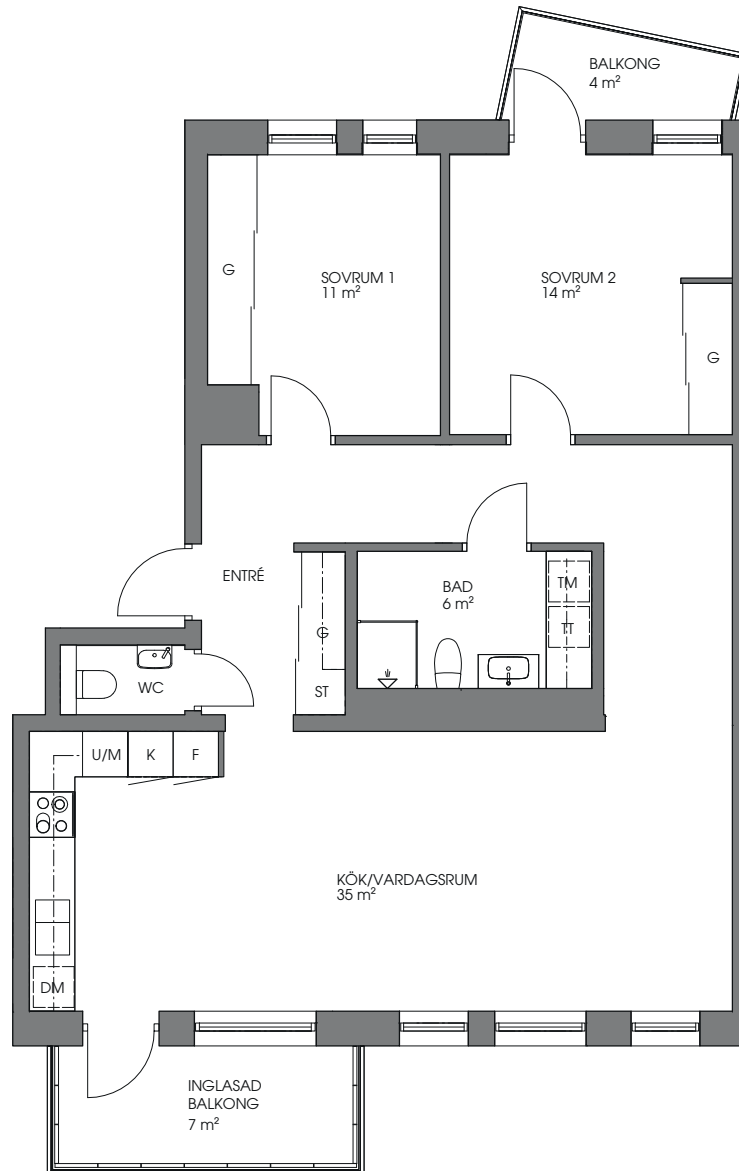 BALKONG
4 m²
G
SOVRUM 1
11 m²
SOVRUM 2
14 m²
G
ENTRÉ
BAD
6 m²
TM
TT
G
ST
WC
U/M
K
F
KÖK/VARDAGSRUM
35 m²
DM
INGLASAD
BALKONG
7 m²